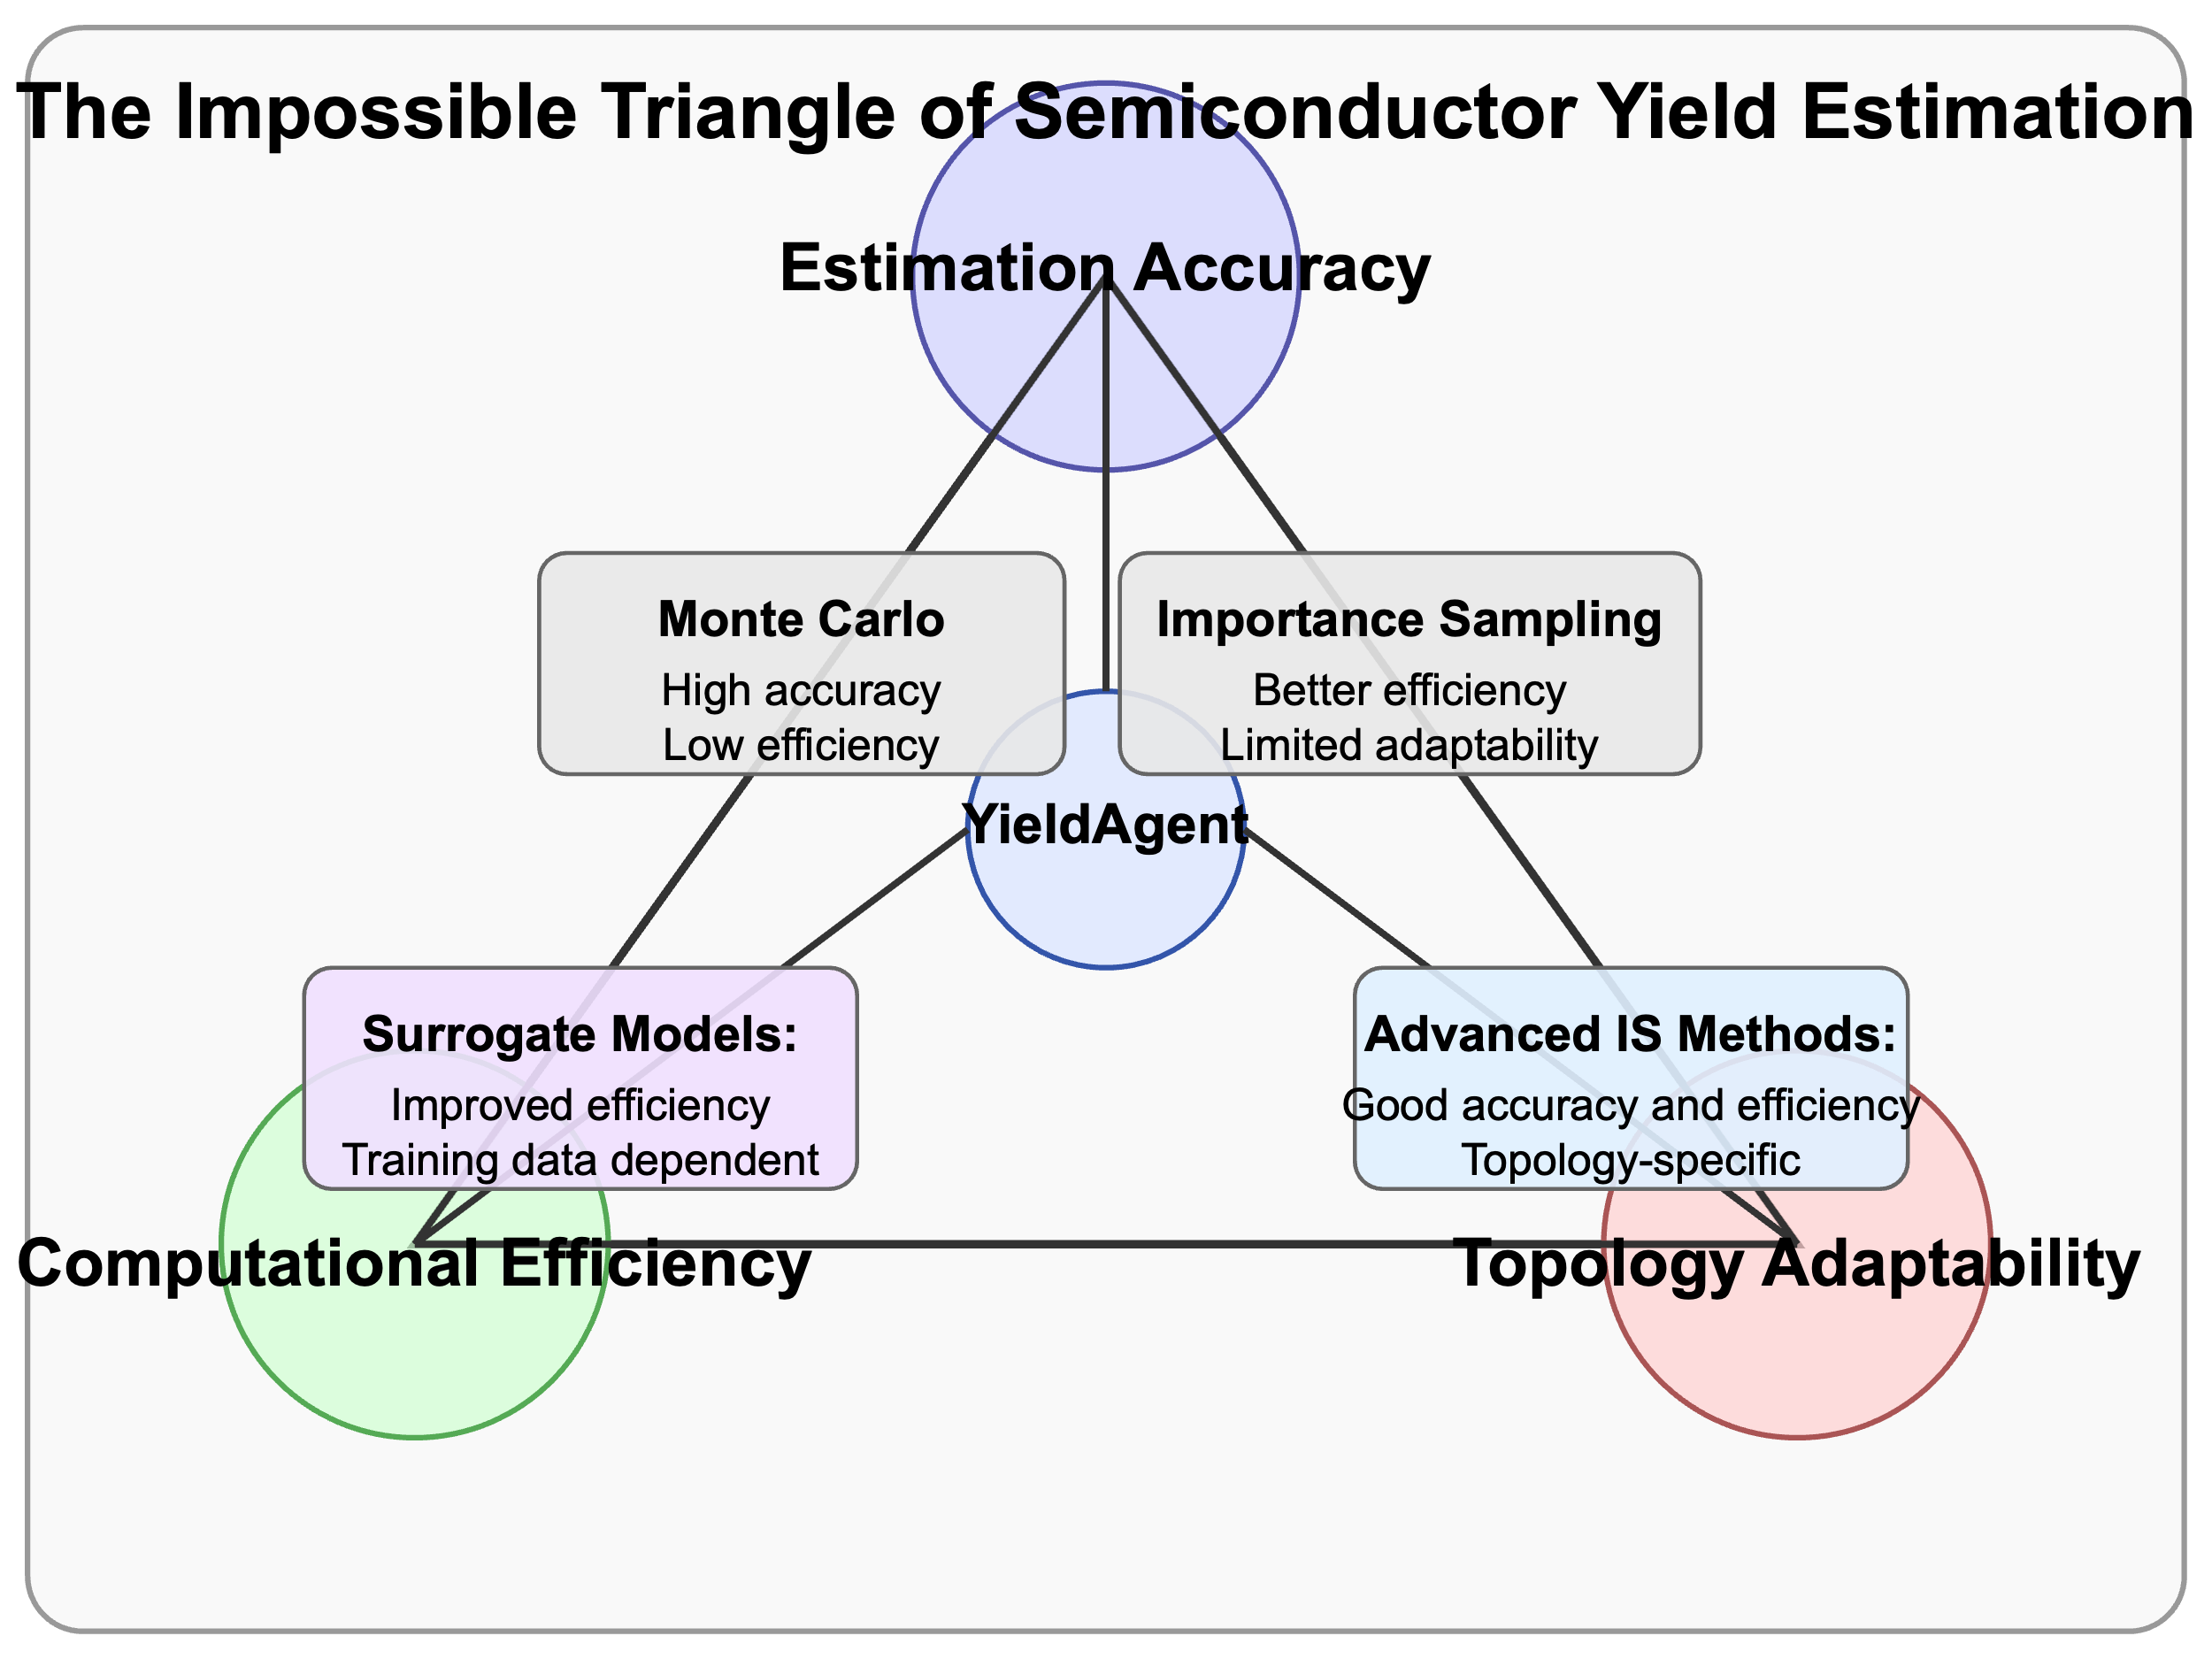 The Impossible Triangle of Semiconductor Yield Estimation
Estimation Accuracy
Monte Carlo
High accuracy
Low efficiency
Importance Sampling
Better efficiency
Limited adaptability
YieldAgent
Surrogate Models:
Improved efficiency
Training data dependent
Advanced IS Methods:
Good accuracy and efficiency
Topology-specific
Computational Efficiency
Topology Adaptability